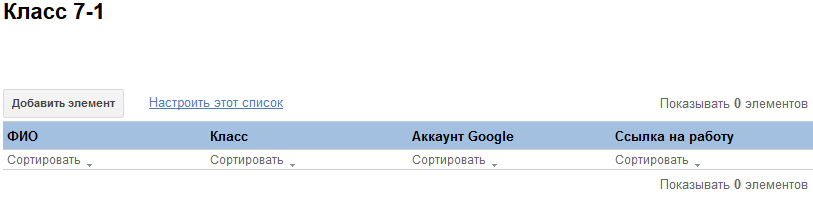 Класс 7-1
Добавить элемент Настроить этот список Показывать 0 элементов
ФИО Класс Аккаунт Google Ссылка на работу
Сортировать Сортировать Сортировать Сортировать
Показывать 0 элементов